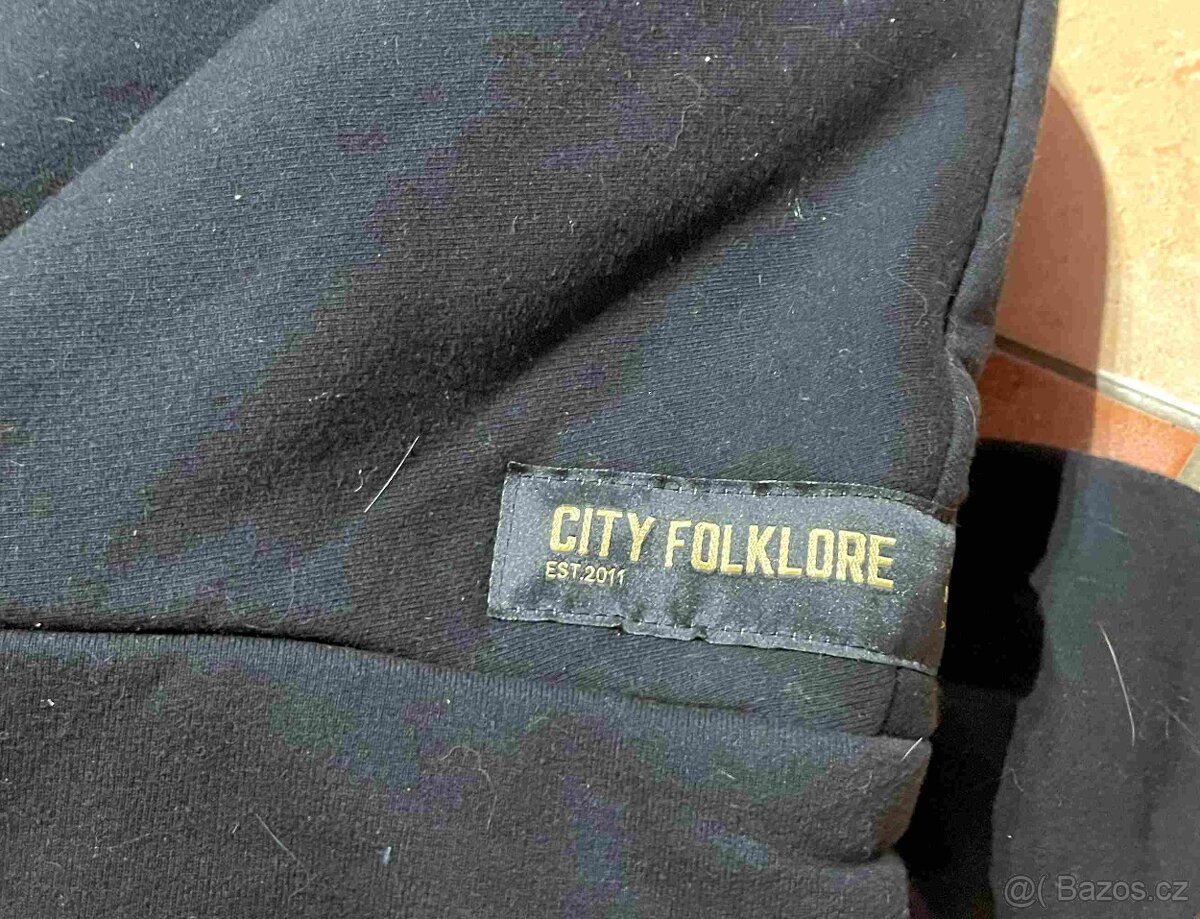 CITY FOLKLORE
EST.2011
@( Bazos.cz